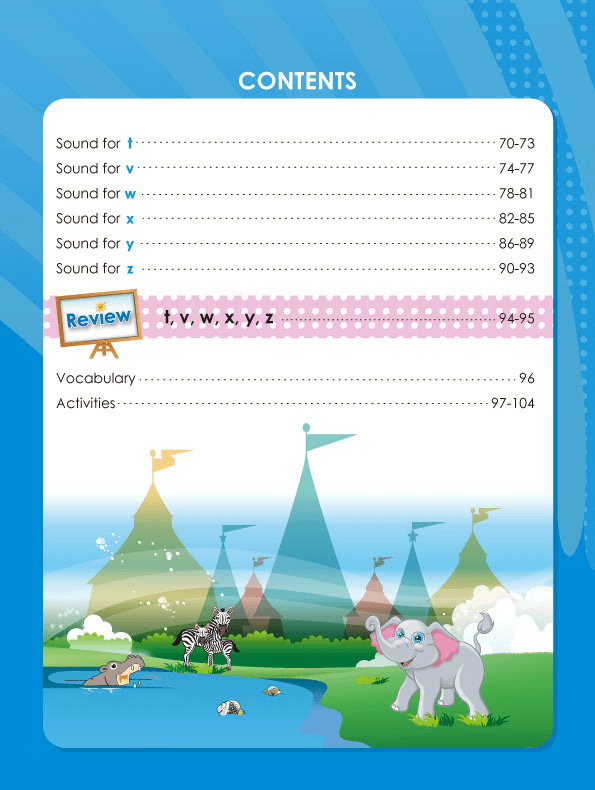 CONTENTS
Sound for t 70-73
Sound for v 74-77
Sound for w 78-81
Sound for x 82-85
Sound for y 86-89
Sound for z 90-93
Review t, v, w, x, y, z 94-95
Vocabulary 96
Activities 97-104